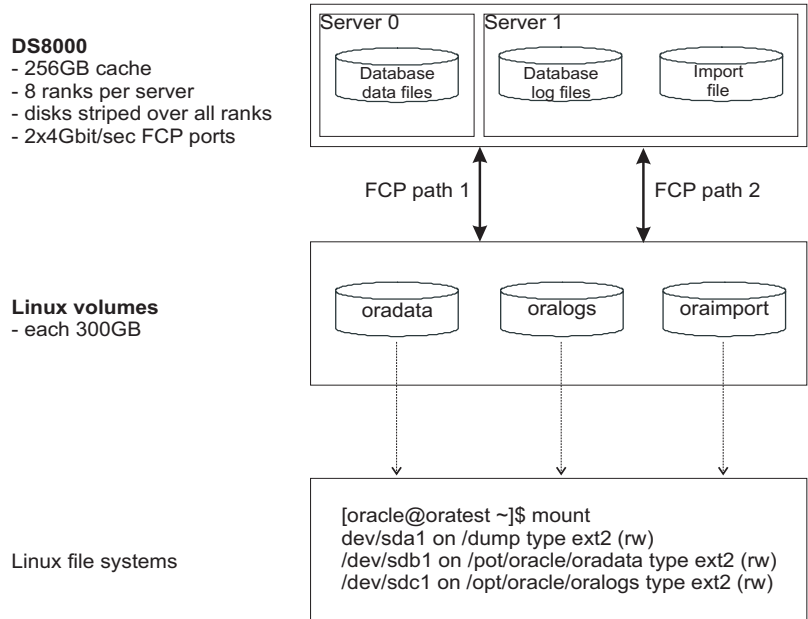 DS8000
- 256GB cache
- 8 ranks per server
- disks striped over all ranks
- 2x4Gbit/sec FCP ports
Server 0
Server 1
Database
data files
Database
log files
Import
file
FCP path 1
FCP path 2
Linux volumes
- each 300GB
oradata
oralogs
oraimport
Linux file systems
[oracle@oratest ~]$ mount
dev/sda1 on /dump type ext2 (rw)
/dev/sdb1 on /pot/oracle/oradata type ext2 (rw)
/dev/sdc1 on /opt/oracle/oralogs type ext2 (rw)